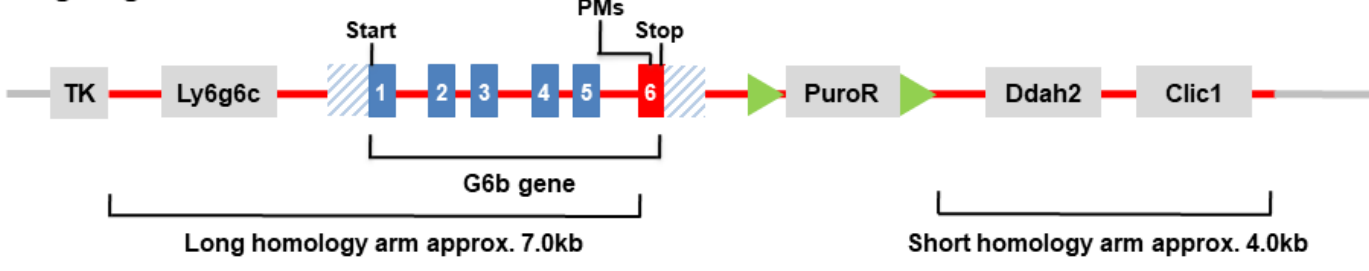 PMs
Start
Stop
TK
Ly6g6c
1
2
3
4
5
6
PuroR
Ddah2
Clic1
G6b gene
Long homology arm approx. 7.0kb
Short homology arm approx. 4.0kb